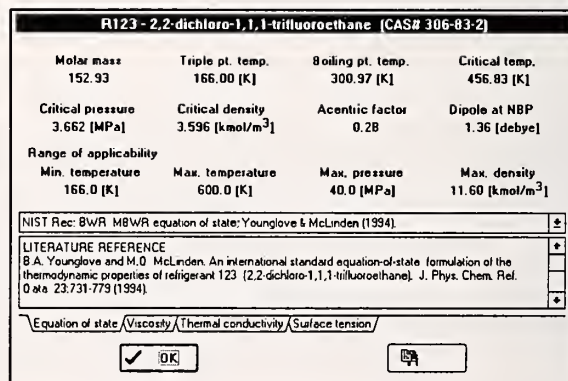 R123 - 2,2-dichloro-1,1,1-trifluoroethane (CAS# 306-83-2)
Molar mass Triple pt. temp. Boiling pt. temp. Critical temp.
152.93 166.00 [K] 300.97 [K] 456.83 [K]
Critical pressure Critical density Acentric factor Dipole at NBP
3.662 [MPa] 3.596 [kmol/m³] 0.28 1.36 [debye]
Range of applicability
Min. temperature Max. temperature Max. pressure Max. density
166.0 [K] 600.0 [K] 40.0 [MPa] 11.60 [kmol/m³]
NIST Rec: BWR MBWR equation of state; Younglove & McLinden (1994).
LITERATURE REFERENCE
B.A. Younglove and M.O. McLinden. An international standard equation-of-state formulation of the
thermodynamic properties of refrigerant 123 (2,2-dichloro-1,1,1-trifluoroethane). J. Phys. Chem. Ref.
Data 23:731-779 (1994).
Equation of state Viscosity Thermal conductivity Surface tension
OK